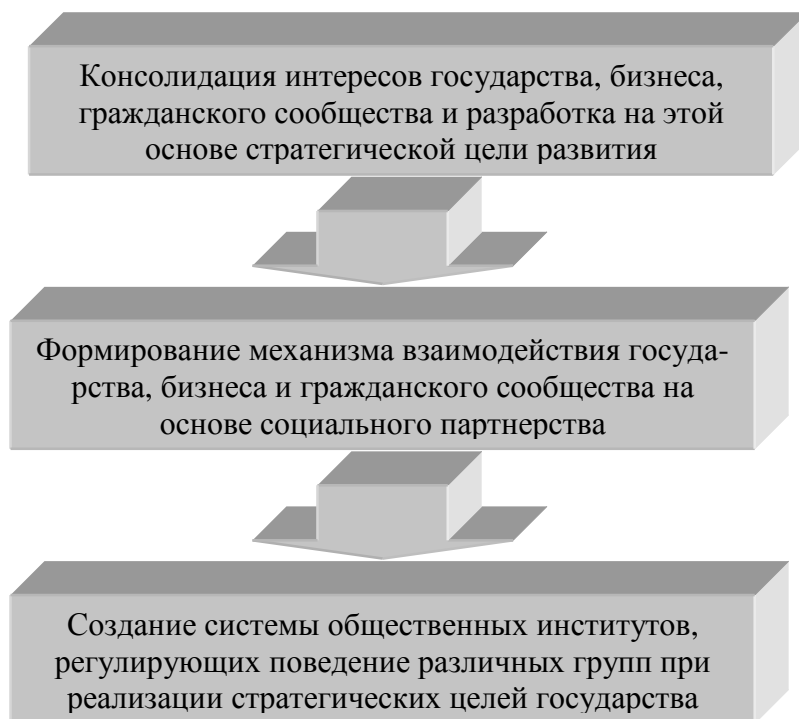 Консолидация интересов государства, бизнеса,
гражданского сообщества и разработка на этой
основе стратегической цели развития
Формирование механизма взаимодействия госуда-
рства, бизнеса и гражданского сообщества на
основе социального партнерства
Создание системы общественных институтов,
регулирующих поведение различных групп при
реализации стратегических целей государства